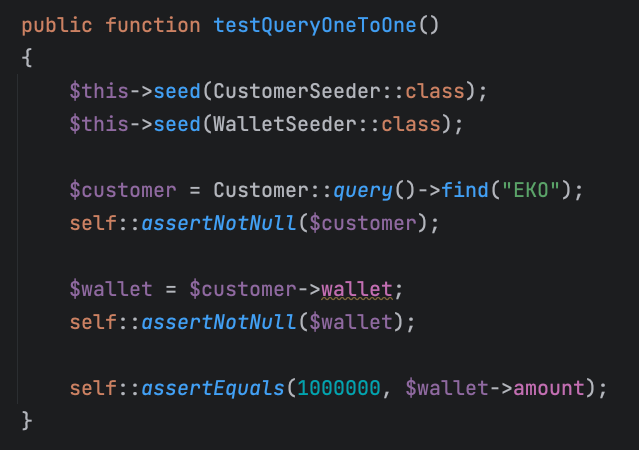 public function testQueryOneToOne()
{
    $this->seed(CustomerSeeder::class);
    $this->seed(WalletSeeder::class);

    $customer = Customer::query()->find("EKO");
    self::assertNotNull($customer);

    $wallet = $customer->wallet;
    self::assertNotNull($wallet);

    self::assertEquals(1000000, $wallet->amount);
}